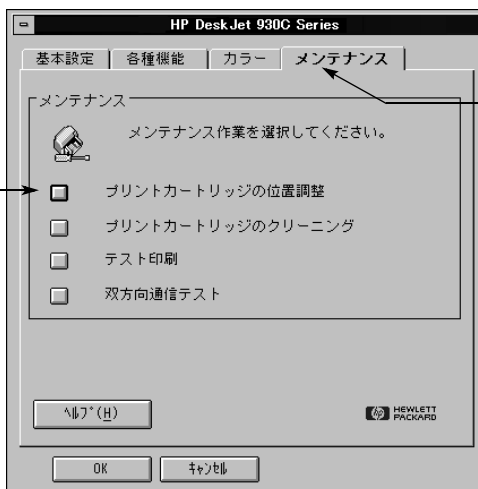 HP DeskJet 930C Series
基本設定 各種機能 カラー メンテナンス
メンテナンス
メンテナンス作業を選択してください。
プリントカートリッジの位置調整
プリントカートリッジのクリーニング
テスト印刷
双方向通信テスト
ﾍﾙﾌﾟ(H)
HEWLETT
PACKARD
OK ｷｬﾝｾﾙ